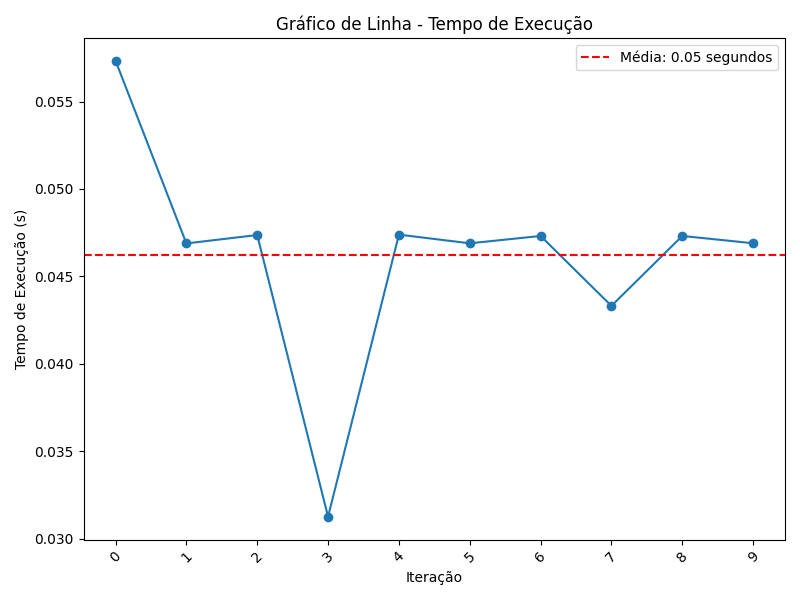 Gráfico de Linha - Tempo de Execução
Média: 0.05 segundos
Tempo de Execução (s)
0.055
0.050
0.045
0.040
0.035
0.030
0 1 2 3 4 5 6 7 8 9
Iteração